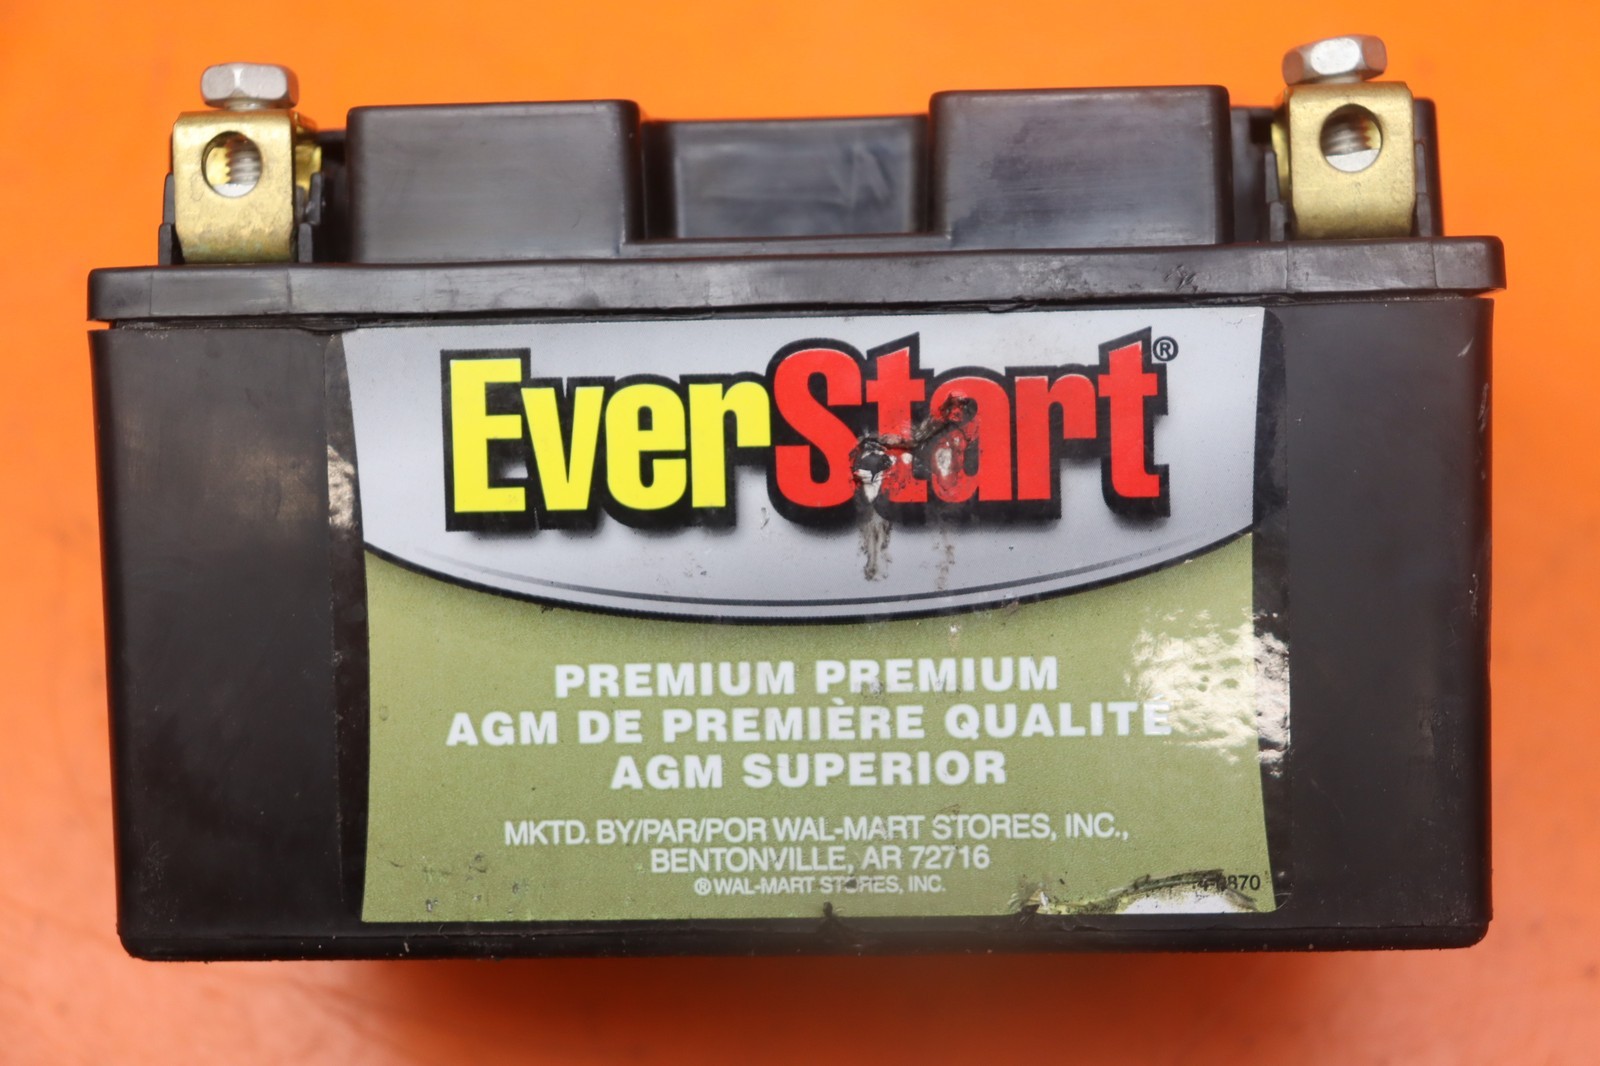 EverStart®
PREMIUM PREMIUM
AGM DE PREMIÈRE QUALITÉ
AGM SUPERIOR
MKTD. BY/PAR/POR WAL-MART STORES, INC.,
BENTONVILLE, AR 72716
® WAL-MART STORES, INC.